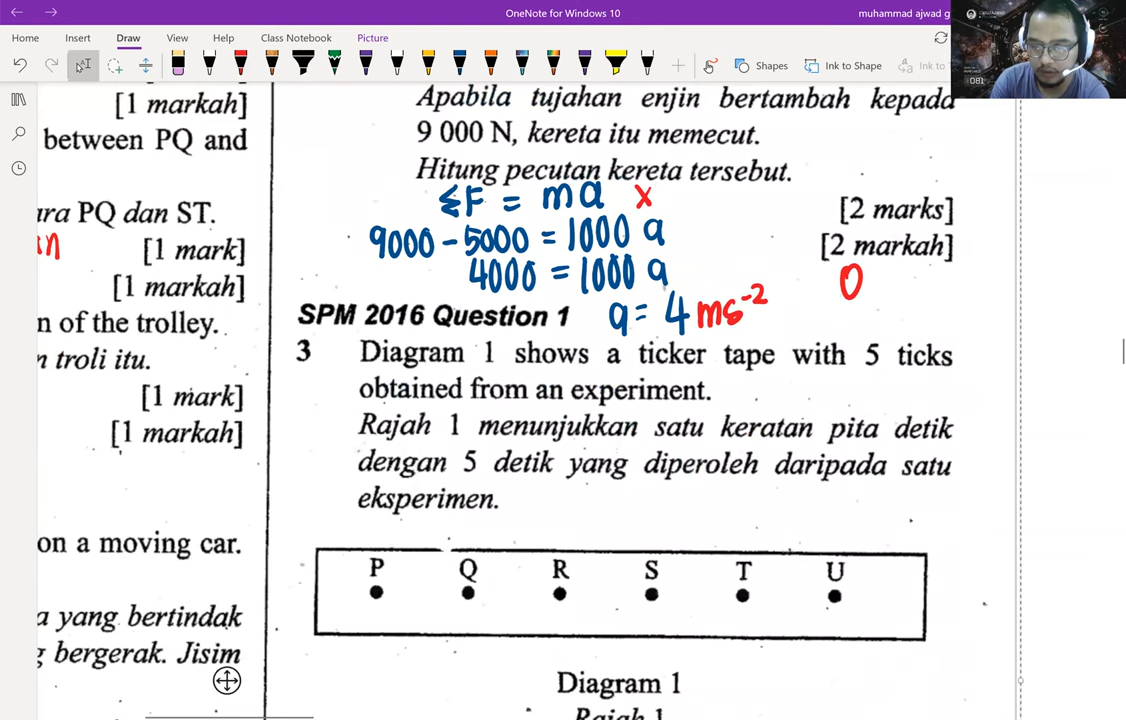 OneNote for Windows 10
muhammad ajwad g
Home Insert Draw View Help Class Notebook Picture
Shapes Ink to Shape Ink to
[1 markah]
between PQ and
ara PQ dan ST.
an [1 mark]
[1 markah]
n of the trolley.
n troli itu.
[1 mark]
[1 markah]
on a moving car.
a yang bertindak
g bergerak. Jisim
Apabila tujahan enjin bertambah kepada
9 000 N, kereta itu memecut.
Hitung pecutan kereta tersebut.
ΣF = ma x
[2 marks]
9000 - 5000 = 1000 a
[2 markah]
4000 = 1000 a
0
a = 4 ms⁻²
SPM 2016 Question 1
3 Diagram 1 shows a ticker tape with 5 ticks
obtained from an experiment.
Rajah 1 menunjukkan satu keratan pita detik
dengan 5 detik yang diperoleh daripada satu
eksperimen.
P Q R S T U
Diagram 1
Rajah 1